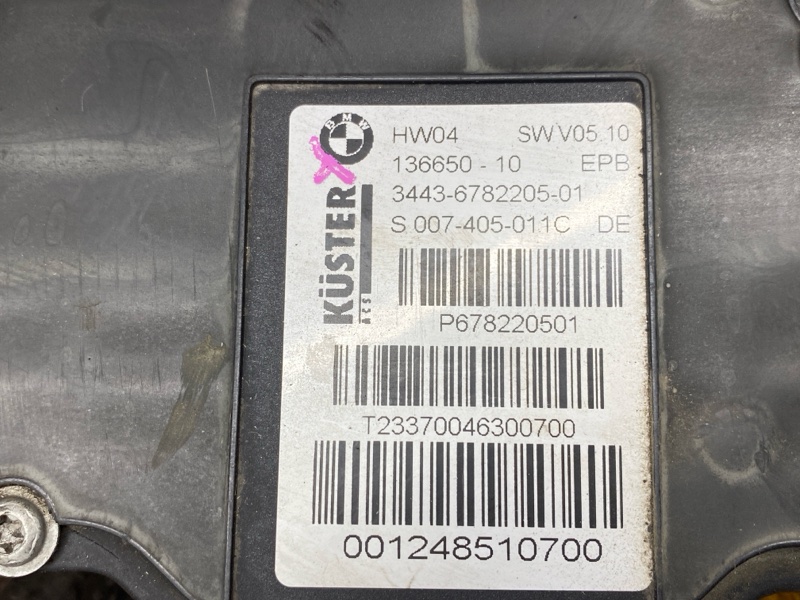 BMW
HW04 SW V05.10
136650 - 10 EPB
3443-6782205-01
S 007-405-011C DE
KÜSTER
ACS
P678220501
T23370046300700
001248510700